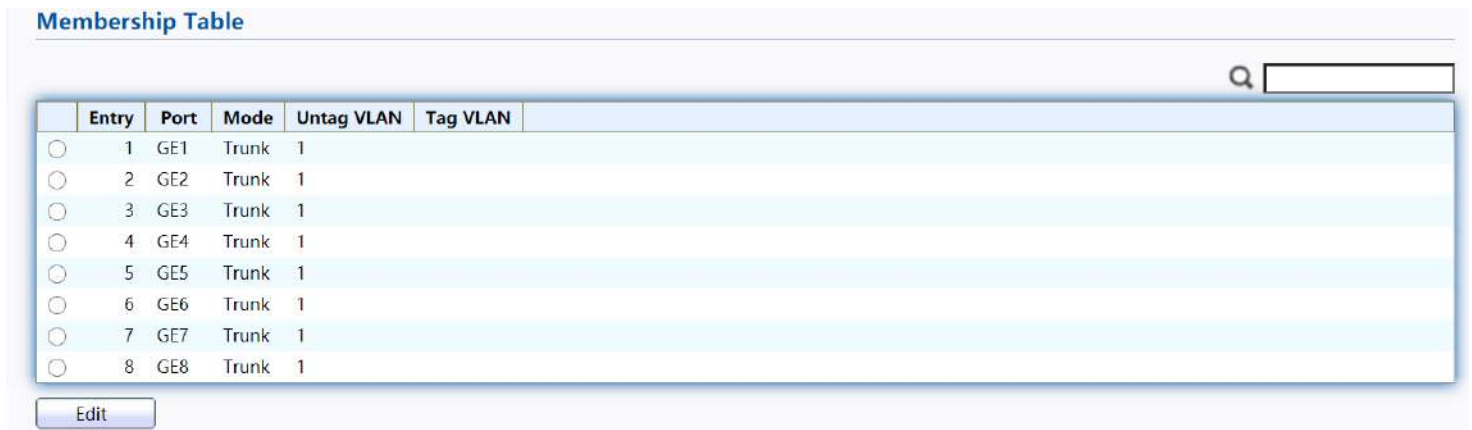 Membership Table
Entry Port Mode Untag VLAN Tag VLAN
1 GE1 Trunk 1
2 GE2 Trunk 1
3 GE3 Trunk 1
4 GE4 Trunk 1
5 GE5 Trunk 1
6 GE6 Trunk 1
7 GE7 Trunk 1
8 GE8 Trunk 1
Edit